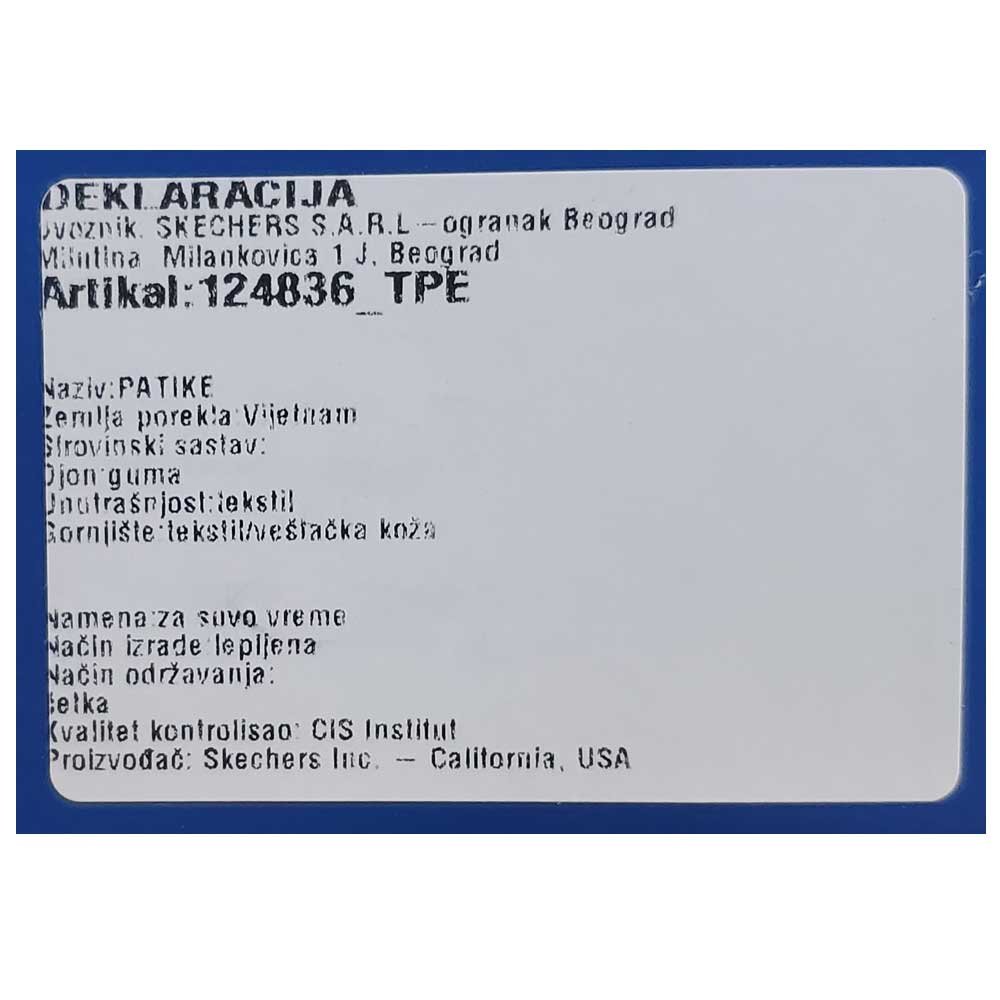 DEKLARACIJA
Uvoznik: SKECHERS S.A.R.L – ogranak Beograd
Milutina Milankovica 1 J, Beograd
Artikal:124836_TPE
Naziv:PATIKE
Zemlja porekla:Vijetnam
Sirovinski sastav:
Djon:guma
Unutrašnjost:tekstil
Gornjište:tekstil/veštačka koža
Namena:za suvo vreme
Način izrade:lepljena
Način održavanja:
četka
Kvalitet kontrolisao: CIS Institut
Proizvođač: Skechers Inc. – California, USA